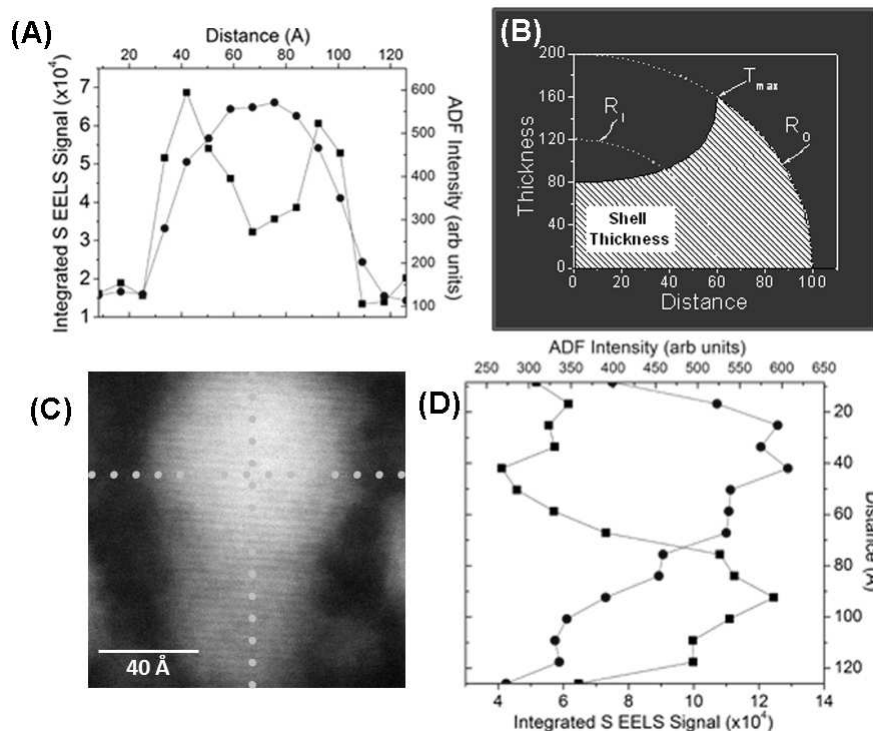 (A)
Distance (A)
0 20 40 60 80 100 120
Integrated S EELS Signal (x10⁴)
7
6
5
4
3
2
1
ADF Intensity (arb units)
600
500
400
300
200
100
(B)
Thickness
200
160
120
80
40
0
T max
R I
R 0
Shell
Thickness
0 20 40 60 80 100
Distance
(C)
40 Å
(D)
ADF Intensity (arb units)
250 300 350 400 450 500 550 600 650
20
40
60
80
100
120
Distance (A)
4 6 8 10 12 14
Integrated S EELS Signal (x10⁴)